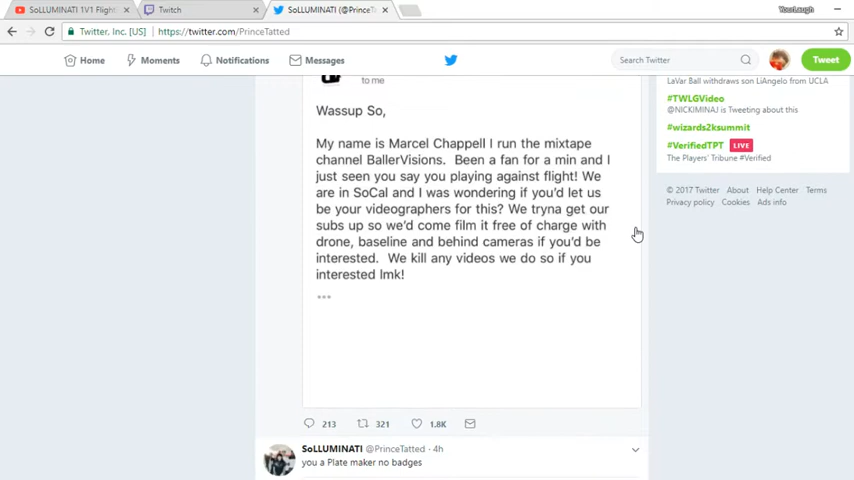 SoLLUMINATI 1V1 Flight
Twitch
SoLLUMINATI (@PrinceTa
YourLaugh
Twitter, Inc. [US]
https://twitter.com/PrinceTatted
Home
Moments
Notifications
Messages
Search Twitter
Tweet
to me
Wassup So,
My name is Marcel Chappell I run the mixtape
channel BallerVisions. Been a fan for a min and I
just seen you say you playing against flight! We
are in SoCal and I was wondering if you'd let us
be your videographers for this? We tryna get our
subs up so we'd come film it free of charge with
drone, baseline and behind cameras if you'd be
interested. We kill any videos we do so if you
interested lmk!
•••
213
321
1.8K
SoLLUMINATI @PrinceTatted · 4h
you a Plate maker no badges
LaVar Ball withdraws son LiAngelo from UCLA
#TWLGVideo
@NICKIMINAJ is Tweeting about this
#wizards2ksummit
#VerifiedTPT LIVE
The Players' Tribune #Verified
© 2017 Twitter About Help Center Terms
Privacy policy Cookies Ads info